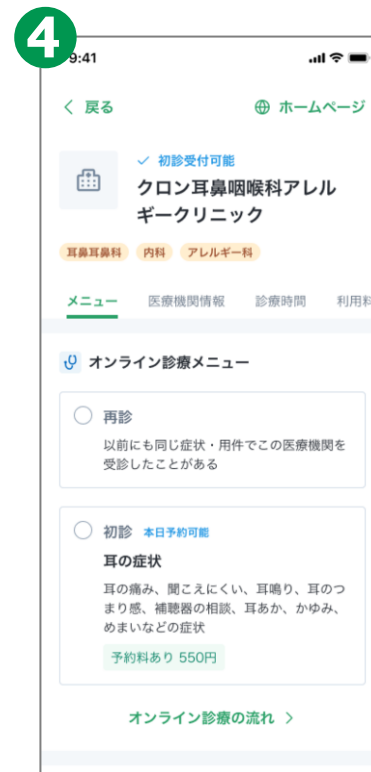 4
9:41
戻る
ホームページ
初診受付可能
クロン耳鼻咽喉科アレル
ギークリニック
耳鼻耳鼻科 内科 アレルギー科
メニュー 医療機関情報 診療時間 利用料
オンライン診療メニュー
再診
以前にも同じ症状・用件でこの医療機関を
受診したことがある
初診 本日予約可能
耳の症状
耳の痛み、聞こえにくい、耳鳴り、耳のつ
まり感、補聴器の相談、耳あか、かゆみ、
めまいなどの症状
予約料あり 550円
オンライン診療の流れ